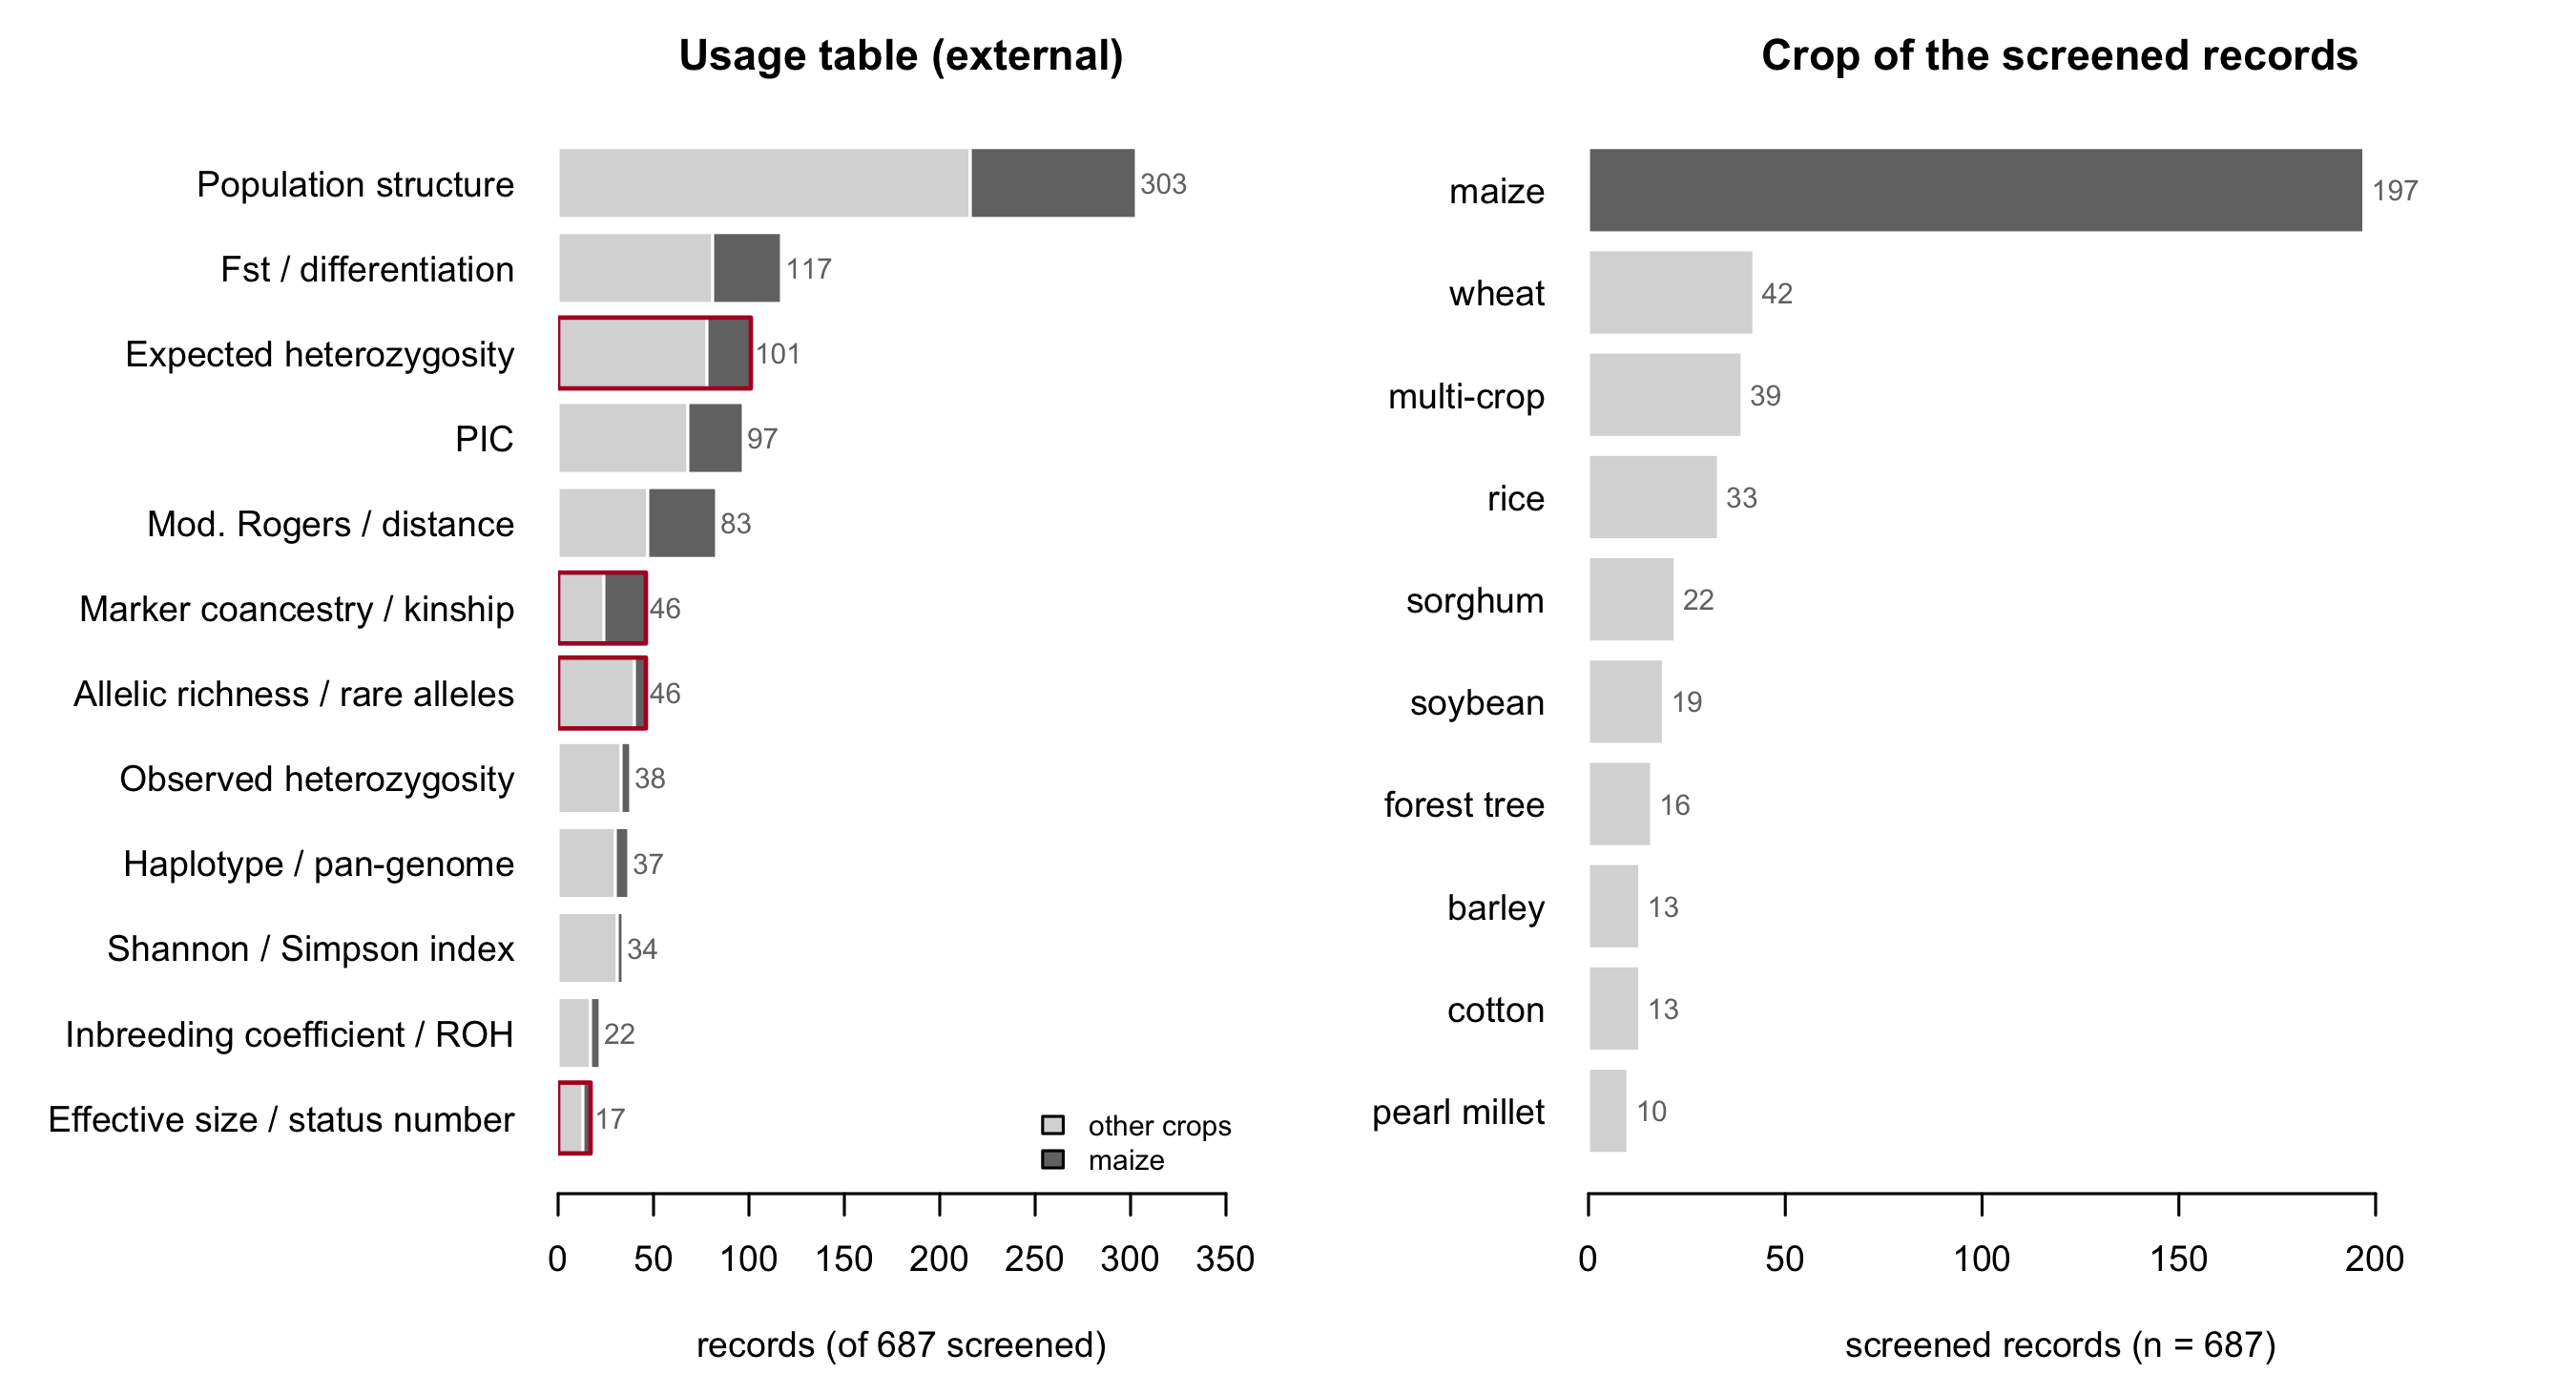 Usage table (external)
Population structure 303
Fst / differentiation 117
Expected heterozygosity 101
PIC 97
Mod. Rogers / distance 83
Marker coancestry / kinship 46
Allelic richness / rare alleles 46
Observed heterozygosity 38
Haplotype / pan-genome 37
Shannon / Simpson index 34
Inbreeding coefficient / ROH 22
Effective size / status number 17
other crops
maize
0 50 100 150 200 250 300 350
records (of 687 screened)
Crop of the screened records
maize 197
wheat 42
multi-crop 39
rice 33
sorghum 22
soybean 19
forest tree 16
barley 13
cotton 13
pearl millet 10
0 50 100 150 200
screened records (n = 687)